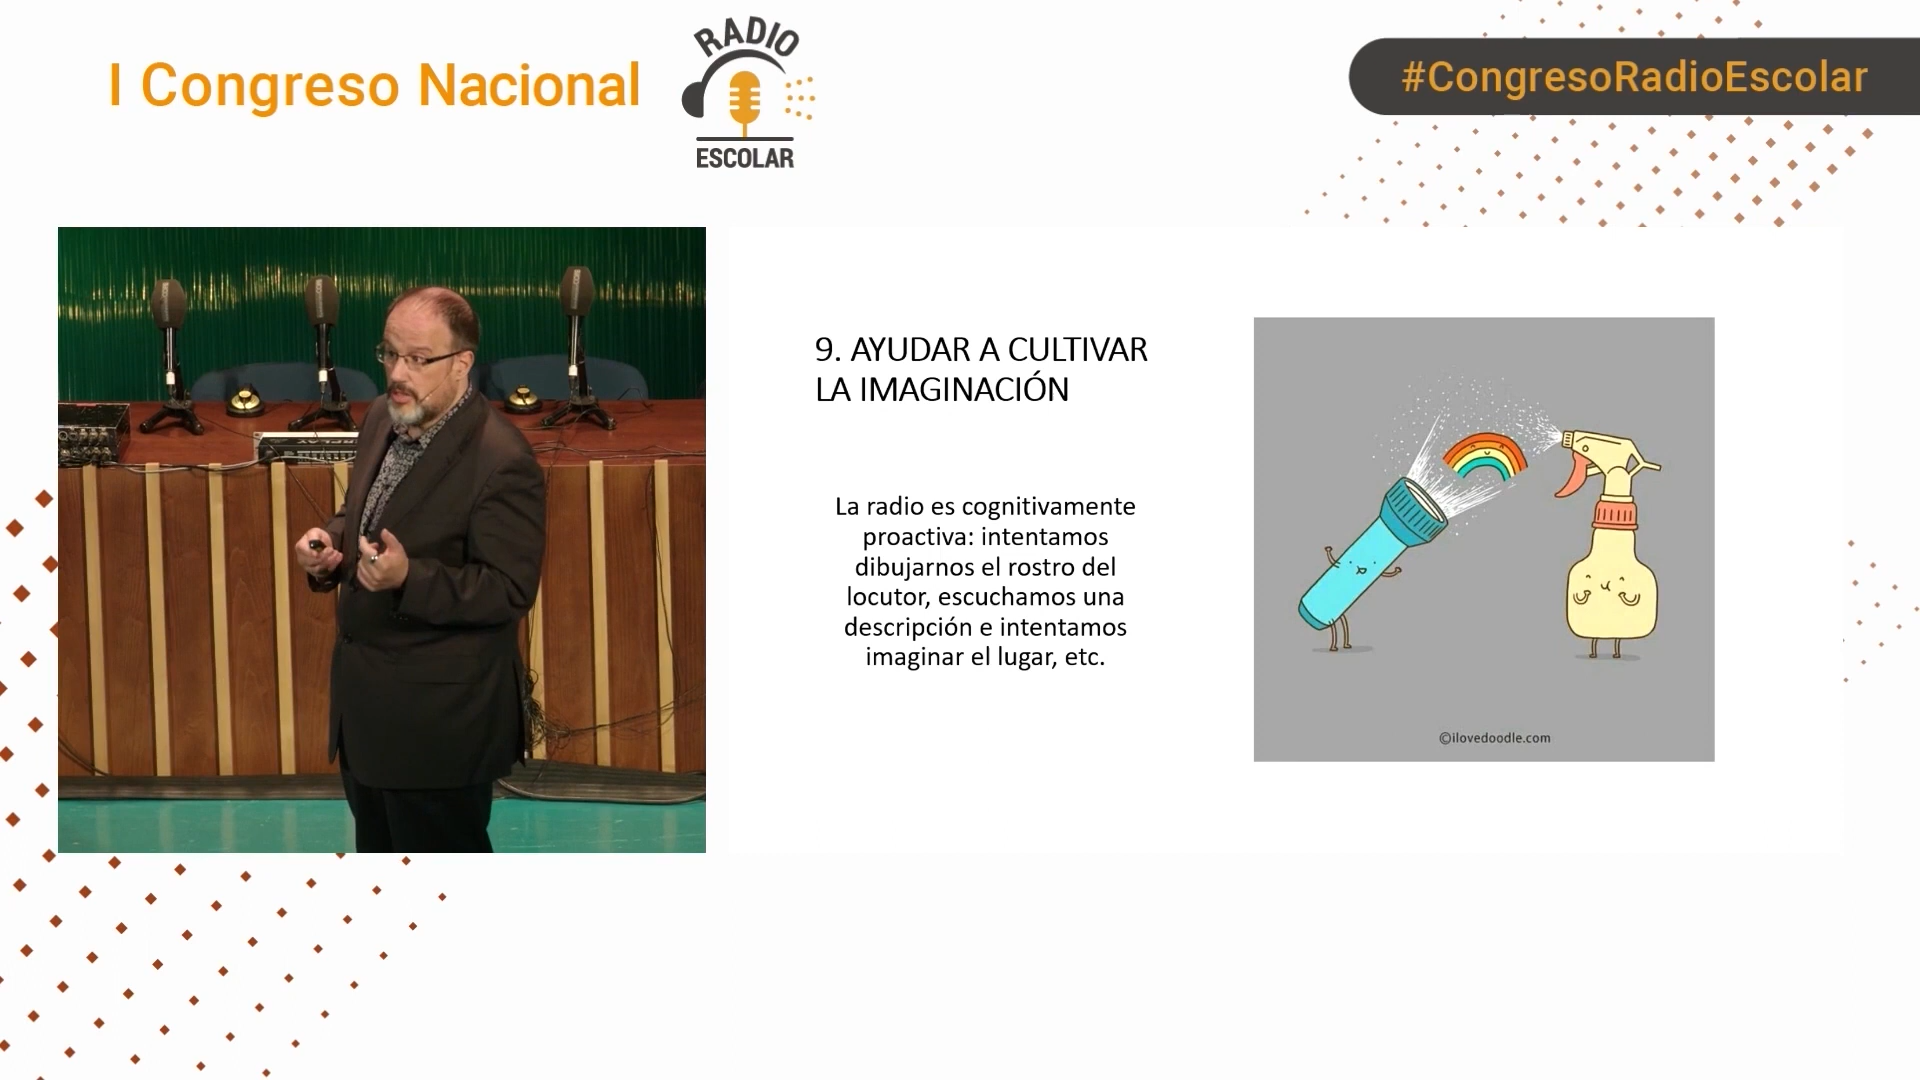 I Congreso Nacional
RADIO
ESCOLAR
#CongresoRadioEscolar
9. AYUDAR A CULTIVAR
LA IMAGINACIÓN
La radio es cognitivamente
proactiva: intentamos
dibujarnos el rostro del
locutor, escuchamos una
descripción e intentamos
imaginar el lugar, etc.
©ilovedoodle.com